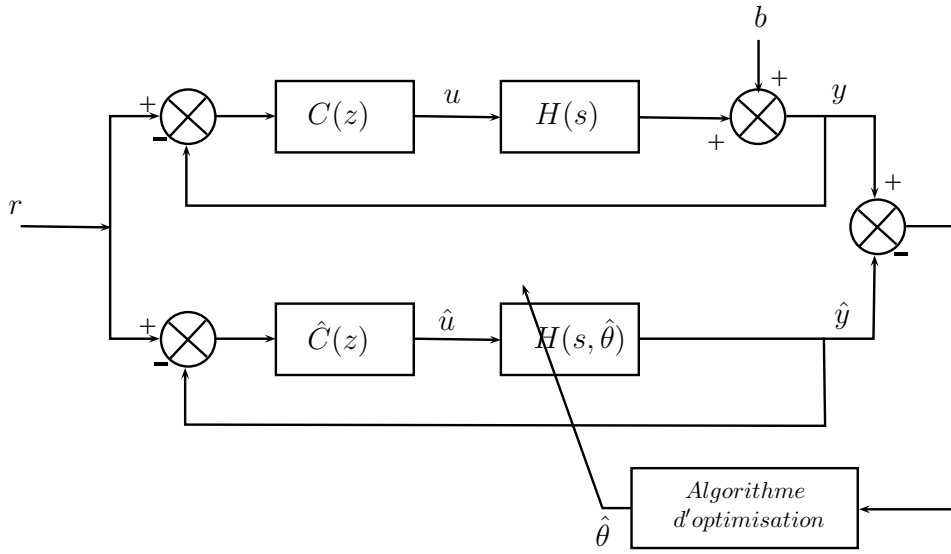 b
+
+ C(z) u H(s) + y
−
+
r
−
+ Ĉ(z) û H(s, θ̂) ŷ
−
Algorithme
d'optimisation
θ̂